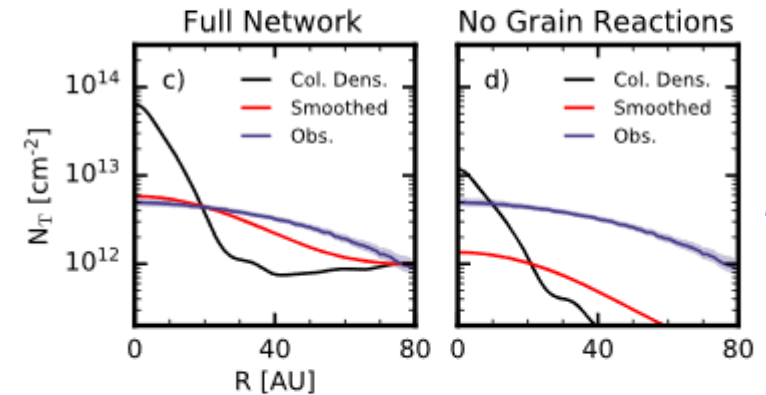 Full Network
No Grain Reactions
c)
Col. Dens.
Smoothed
Obs.
d)
Col. Dens.
Smoothed
Obs.
10^14
10^13
10^12
N_T [cm^-2]
0
40
80
0
40
80
R [AU]